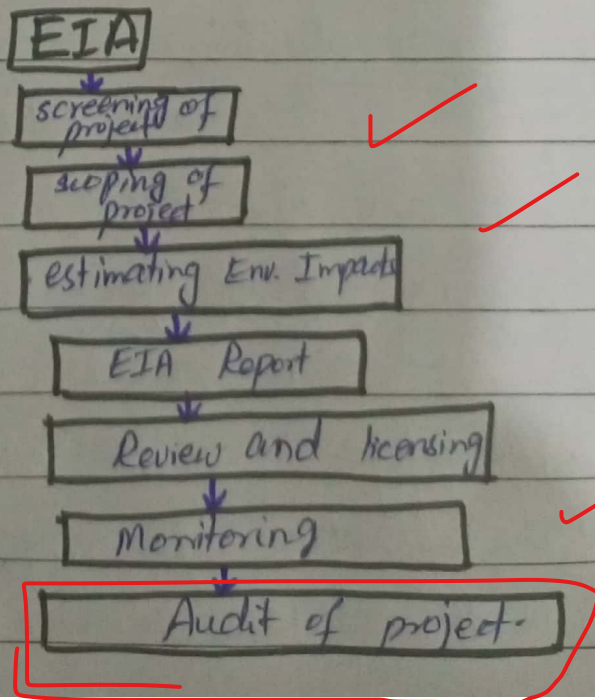 EIA
screening of
project
scoping of
project
estimating Env. Impacts
EIA Report
Review and licensing
Monitoring
Audit of project.